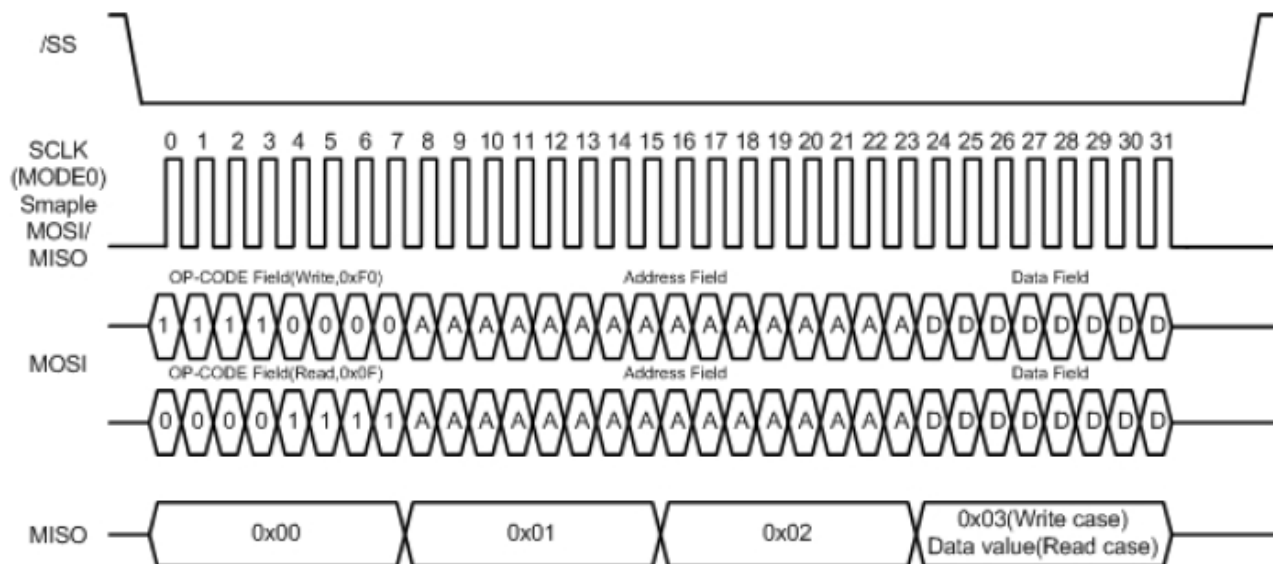 /SS
0 1 2 3 4 5 6 7 8 9 10 11 12 13 14 15 16 17 18 19 20 21 22 23 24 25 26 27 28 29 30 31
SCLK
(MODE0)
Smaple
MOSI/
MISO
OP-CODE Field(Write,0xF0) Address Field Data Field
1 1 1 1 0 0 0 0 A A A A A A A A A A A A A A A A D D D D D D D D
MOSI
OP-CODE Field(Read,0x0F) Address Field Data Field
0 0 0 0 1 1 1 1 A A A A A A A A A A A A A A A A D D D D D D D D
MISO 0x00 0x01 0x02 0x03(Write case)
Data value(Read case)